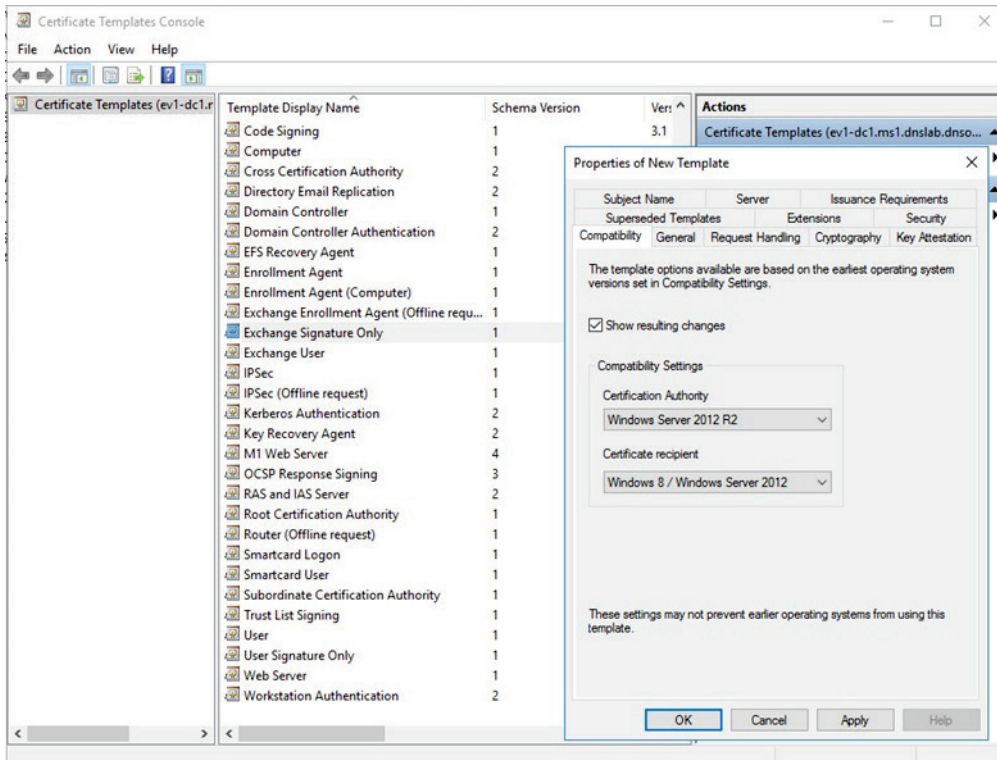 Certificate Templates Console
File Action View Help
Certificate Templates (ev1-dc1.r
Template Display Name Schema Version Vers
Code Signing 1 3.1
Computer 1
Cross Certification Authority 2
Directory Email Replication 2
Domain Controller 1
Domain Controller Authentication 2
EFS Recovery Agent 1
Enrollment Agent 1
Enrollment Agent (Computer) 1
Exchange Enrollment Agent (Offline requ... 1
Exchange Signature Only 1
Exchange User 1
IPSec 1
IPSec (Offline request) 1
Kerberos Authentication 2
Key Recovery Agent 2
M1 Web Server 4
OCSP Response Signing 3
RAS and IAS Server 2
Root Certification Authority 1
Router (Offline request) 1
Smartcard Logon 1
Smartcard User 1
Subordinate Certification Authority 1
Trust List Signing 1
User 1
User Signature Only 1
Web Server 1
Workstation Authentication 2
Actions
Certificate Templates (ev1-dc1.ms1.dnslab.dnso...
Properties of New Template
Subject Name Server Issuance Requirements
Superseded Templates Extensions Security
Compatibility General Request Handling Cryptography Key Attestation
The template options available are based on the earliest operating system
versions set in Compatibility Settings.
Show resulting changes
Compatibility Settings
Certification Authority
Windows Server 2012 R2
Certificate recipient
Windows 8 / Windows Server 2012
These settings may not prevent earlier operating systems from using this
template.
OK Cancel Apply Help